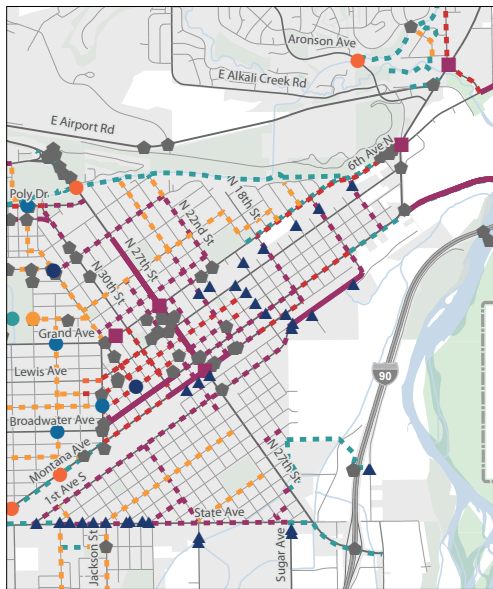 Aronson Ave
E Alkali Creek Rd
E Airport Rd
6th Ave N
Poly Dr
N 18th St
N 22nd St
N 27th St
N 30th St
Grand Ave
Lewis Ave
90
Broadwater Ave
Montana Ave
1st Ave S
N 27th St
State Ave
Jackson St
Sugar Ave